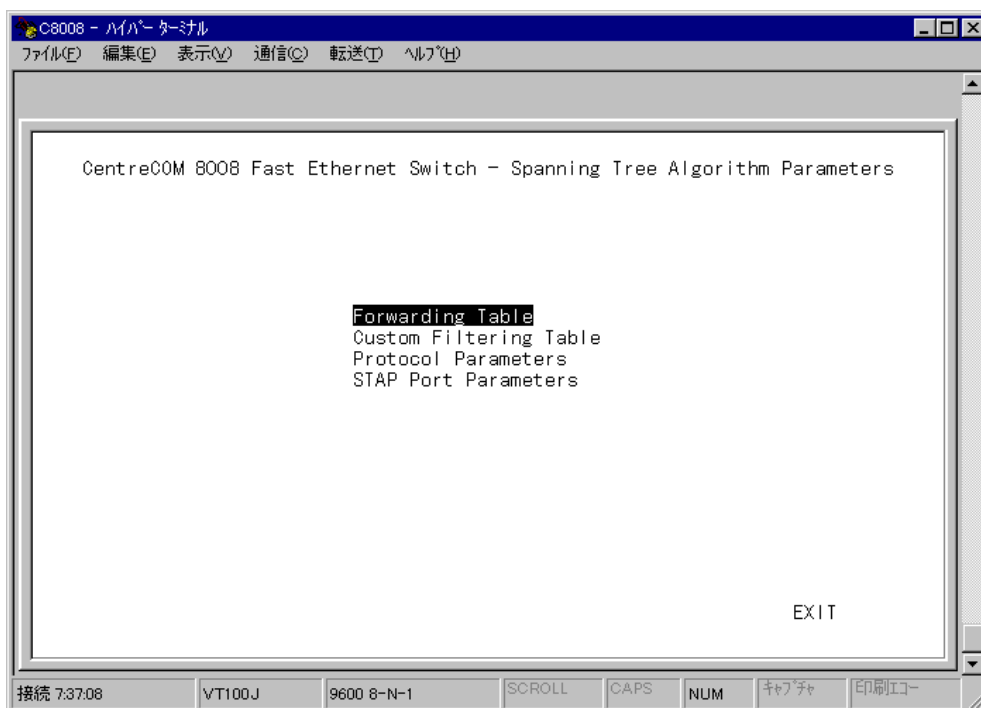 C8008 - ﾊｲﾊﾟｰ ﾀｰﾐﾅﾙ
ﾌｧｲﾙ(F) 編集(E) 表示(V) 通信(C) 転送(T) ﾍﾙﾌﾟ(H)
CentreCOM 8008 Fast Ethernet Switch - Spanning Tree Algorithm Parameters
Forwarding Table
Custom Filtering Table
Protocol Parameters
STAP Port Parameters
EXIT
接続 7:37:08 VT100J 9600 8-N-1 SCROLL CAPS NUM ｷｬﾌﾟﾁｬ 印刷ｴｺｰ